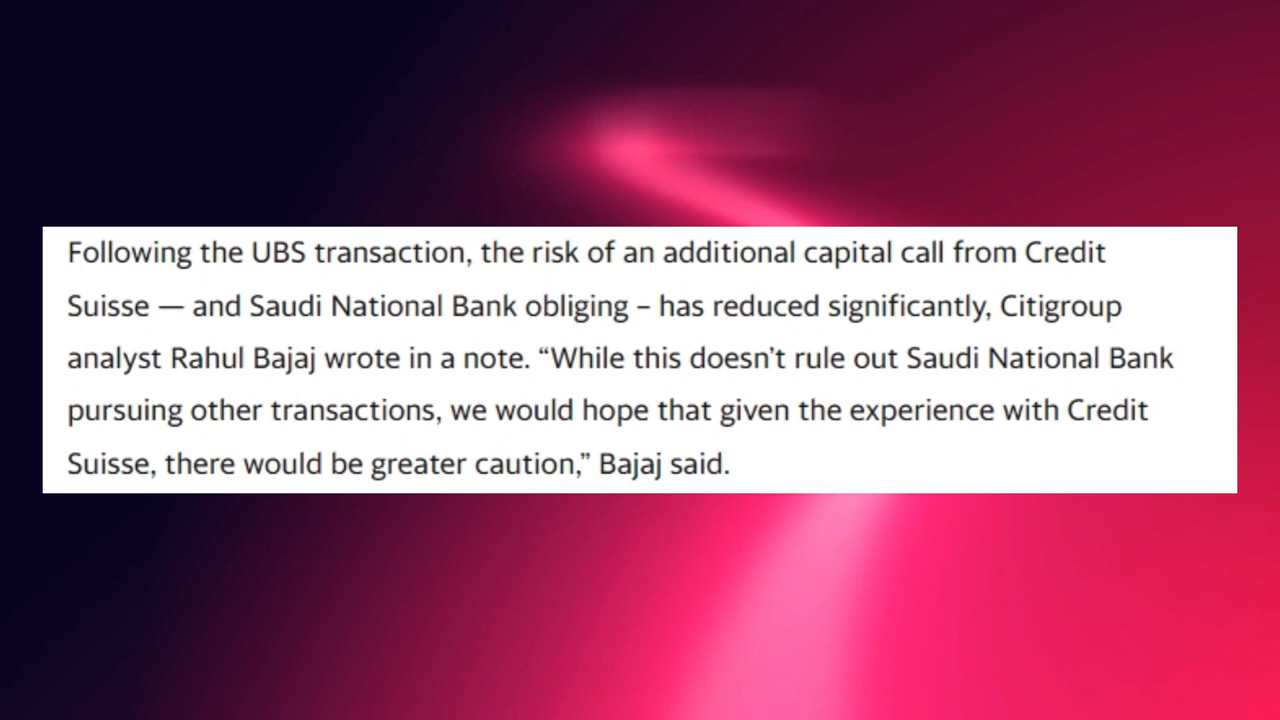 Following the UBS transaction, the risk of an additional capital call from Credit
Suisse — and Saudi National Bank obliging – has reduced significantly, Citigroup
analyst Rahul Bajaj wrote in a note. “While this doesn’t rule out Saudi National Bank
pursuing other transactions, we would hope that given the experience with Credit
Suisse, there would be greater caution,” Bajaj said.